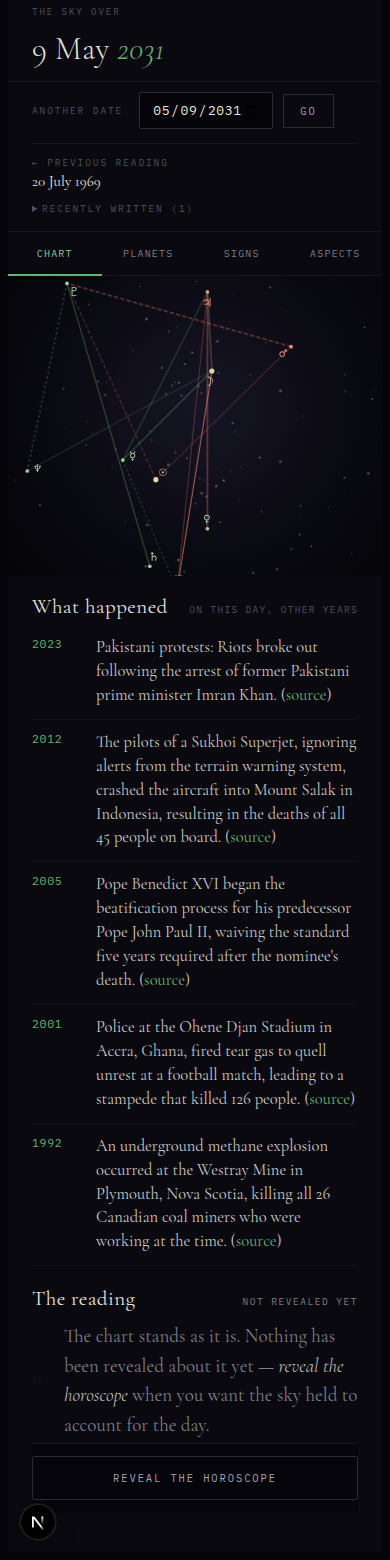 THE SKY OVER
9 May 2031
ANOTHER DATE 05/09/2031 GO
← PREVIOUS READING
20 July 1969
▶ RECENTLY WRITTEN (1)
CHART PLANETS SIGNS ASPECTS
♇
♃
♂
☽
☿
♆
☉
♀
♄
What happened ON THIS DAY, OTHER YEARS
2023 Pakistani protests: Riots broke out
following the arrest of former Pakistani
prime minister Imran Khan. (source)
2012 The pilots of a Sukhoi Superjet, ignoring
alerts from the terrain warning system,
crashed the aircraft into Mount Salak in
Indonesia, resulting in the deaths of all
45 people on board. (source)
2005 Pope Benedict XVI began the
beatification process for his predecessor
Pope John Paul II, waiving the standard
five years required after the nominee's
death. (source)
2001 Police at the Ohene Djan Stadium in
Accra, Ghana, fired tear gas to quell
unrest at a football match, leading to a
stampede that killed 126 people. (source)
1992 An underground methane explosion
occurred at the Westray Mine in
Plymouth, Nova Scotia, killing all 26
Canadian coal miners who were
working at the time. (source)
The reading NOT REVEALED YET
The chart stands as it is. Nothing has
been revealed about it yet — reveal the
horoscope when you want the sky held to
account for the day.
REVEAL THE HOROSCOPE
N